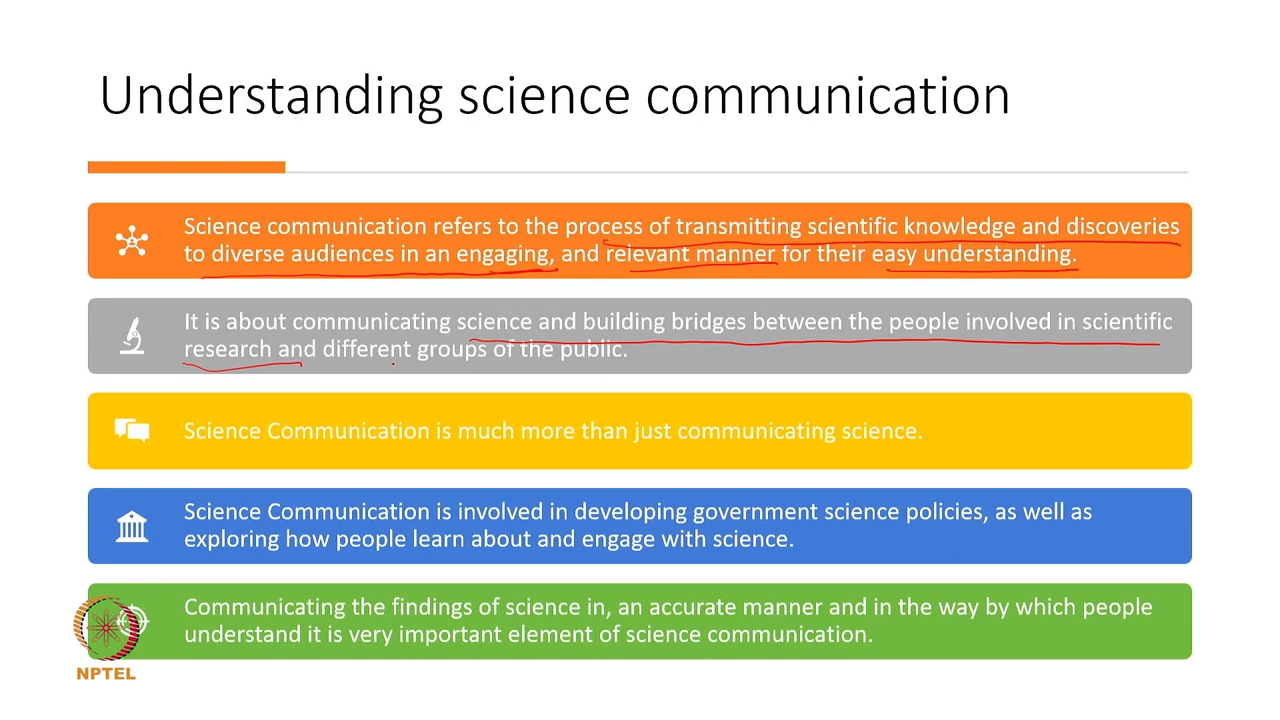 Understanding science communication
Science communication refers to the process of transmitting scientific knowledge and discoveries
to diverse audiences in an engaging, and relevant manner for their easy understanding.
It is about communicating science and building bridges between the people involved in scientific
research and different groups of the public.
Science Communication is much more than just communicating science.
Science Communication is involved in developing government science policies, as well as
exploring how people learn about and engage with science.
Communicating the findings of science in, an accurate manner and in the way by which people
understand it is very important element of science communication.
NPTEL